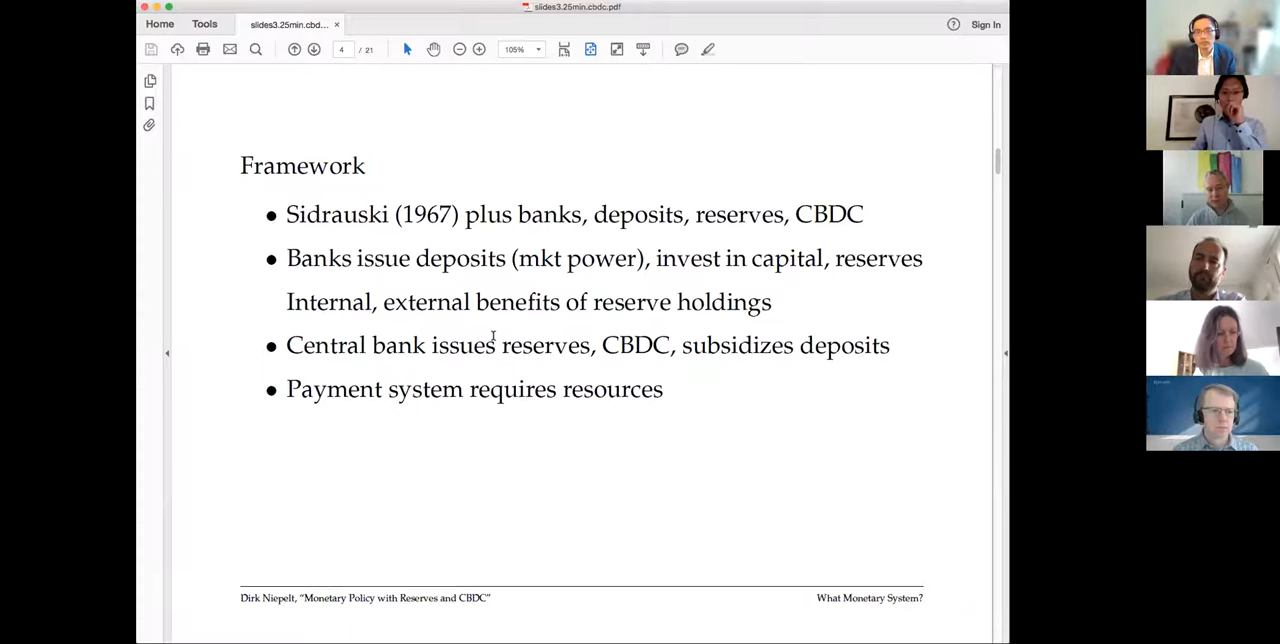 slides3.25min.cbdc.pdf
Home Tools slides3.25min.cbd... × Sign In
4 / 21 105%
Framework
• Sidrauski (1967) plus banks, deposits, reserves, CBDC
• Banks issue deposits (mkt power), invest in capital, reserves
Internal, external benefits of reserve holdings
• Central bank issues reserves, CBDC, subsidizes deposits
• Payment system requires resources
Dirk Niepelt, “Monetary Policy with Reserves and CBDC” What Monetary System?